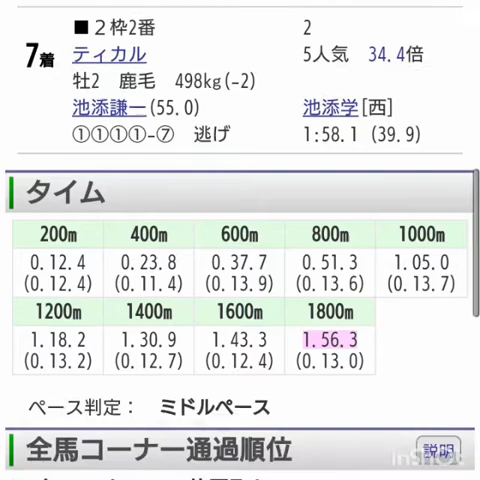 ■２枠2番 2
7着 ティカル 5人気 34.4倍
牡2 鹿毛 498kg(-2)
池添謙一(55.0) 池添学[西]
①①①①-⑦ 逃げ 1:58.1 (39.9)
タイム
200m 400m 600m 800m 1000m
0.12.4 0.23.8 0.37.7 0.51.3 1.05.0
(0.12.4) (0.11.4) (0.13.9) (0.13.6) (0.13.7)
1200m 1400m 1600m 1800m
1.18.2 1.30.9 1.43.3 1.56.3
(0.13.2) (0.12.7) (0.12.4) (0.13.0)
ペース判定： ミドルペース
全馬コーナー通過順位 説明
InShot